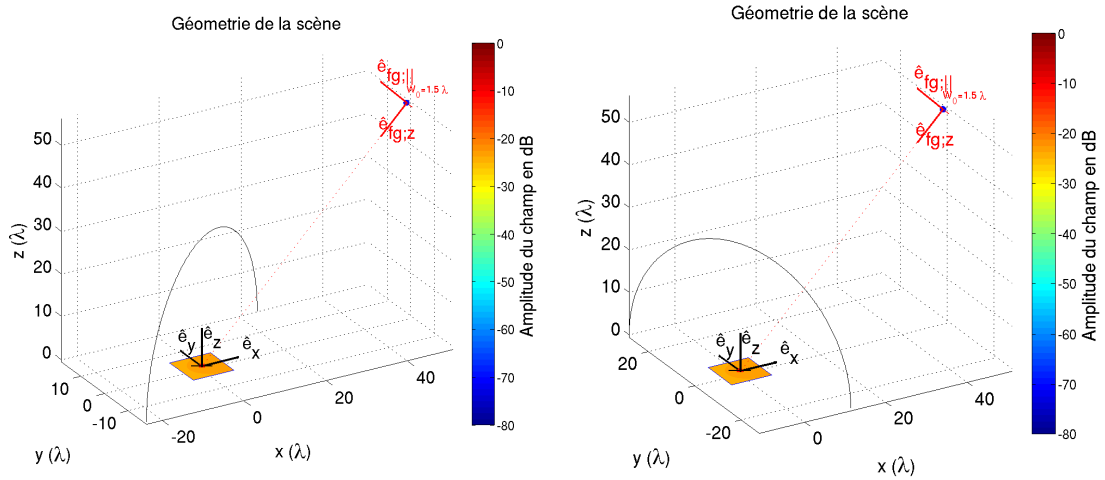 Géometrie de la scène
ê_fg;||
W_0=1.5 λ
ê_fg;z
50
40
30
20
10
0
z (λ)
ê_y
ê_z
ê_x
10
0
-10
y (λ)
-20
0
20
40
x (λ)
0
-10
-20
-30
-40
-50
-60
-70
-80
Amplitude du champ en dB
Géometrie de la scène
ê_fg;||
W_0=1.5 λ
ê_fg;z
50
40
30
20
10
0
z (λ)
ê_y
ê_z
ê_x
20
0
-20
y (λ)
0
20
40
x (λ)
0
-10
-20
-30
-40
-50
-60
-70
-80
Amplitude du champ en dB